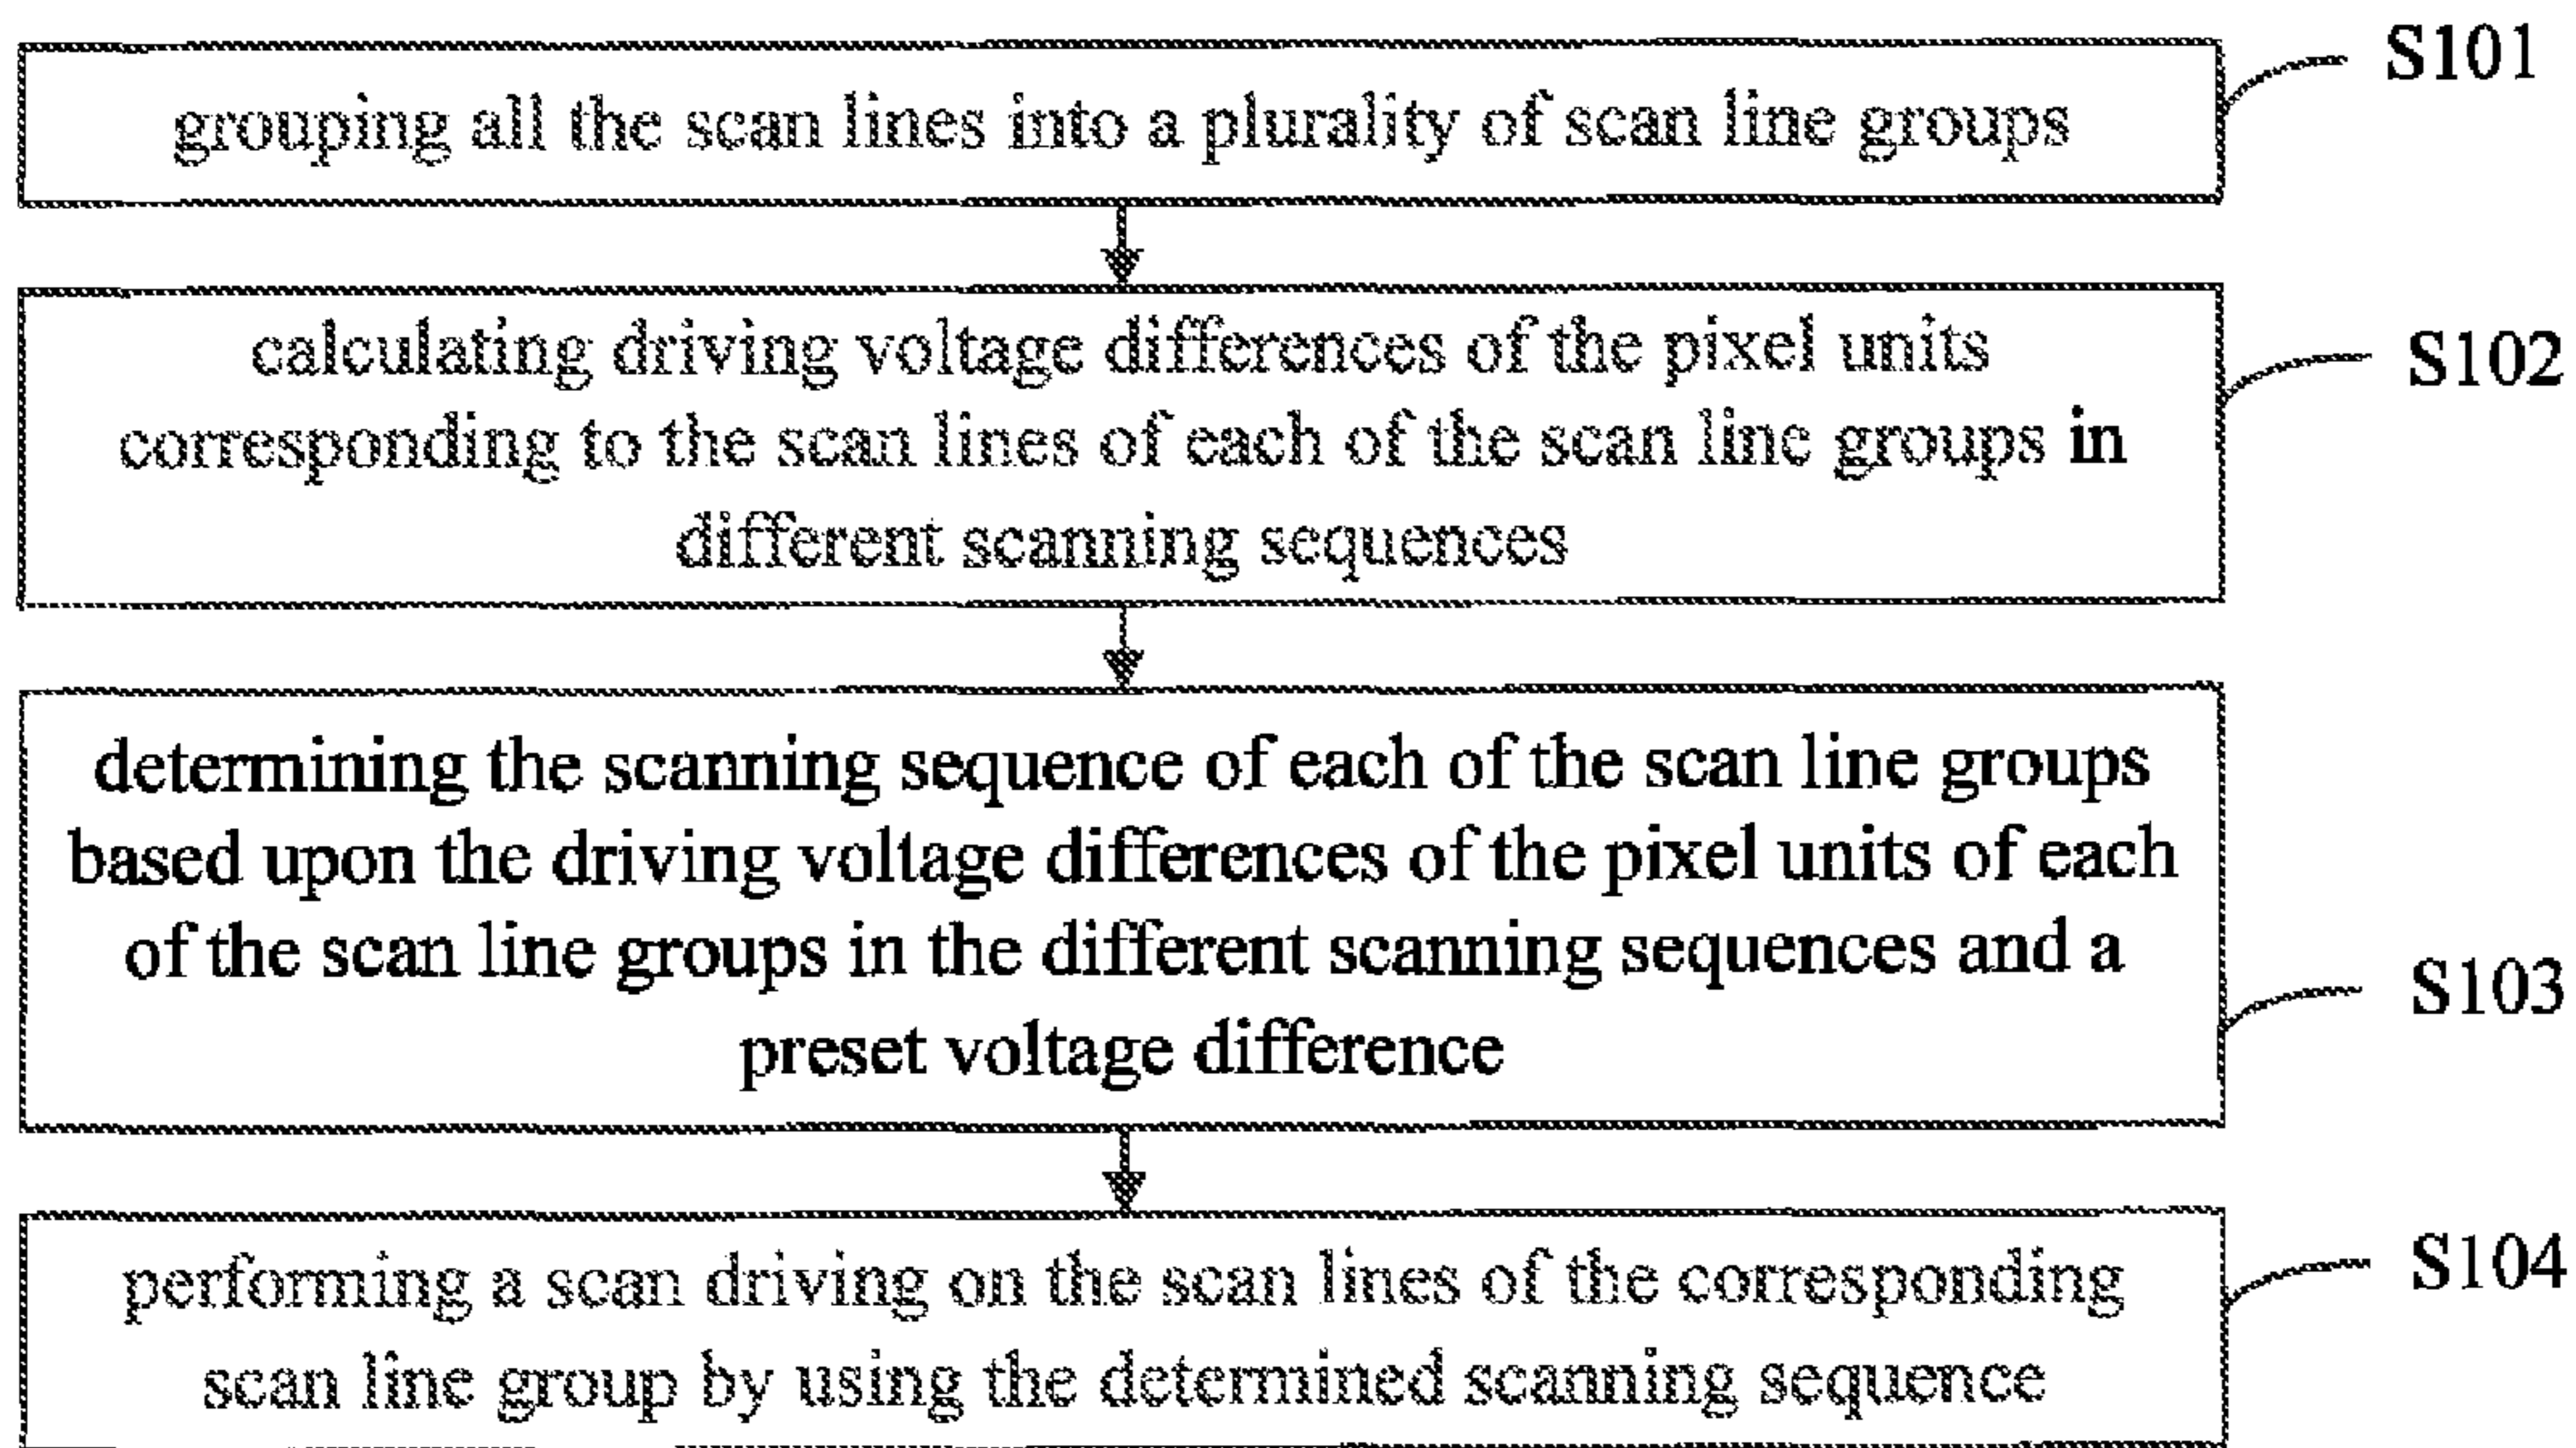 S101
grouping all the scan lines into a plurality of scan line groups
calculating driving voltage differences of the pixel units
S102
corresponding to the scan lines of each of the scan line groups in
different scanning sequences
determining the scanning sequence of each of the scan line groups
based upon the driving voltage differences of the pixel units of each
of the scan line groups in the different scanning sequences and a
S103
preset voltage difference
performing a scan driving on the scan lines of the corresponding
S104
scan line group by using the determined scanning sequence